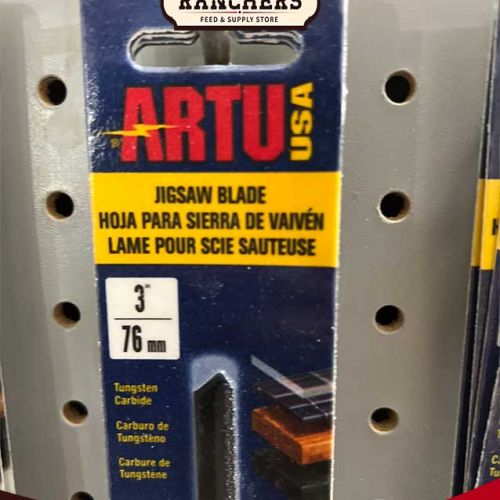 RANCHERS
FEED & SUPPLY STORE
ARTU USA
JIGSAW BLADE
HOJA PARA SIERRA DE VAIVÉN
LAME POUR SCIE SAUTEUSE
3"
76 mm
Tungsten
Carbide
Carburo de
Tungstèno
Carbure de
Tungstène